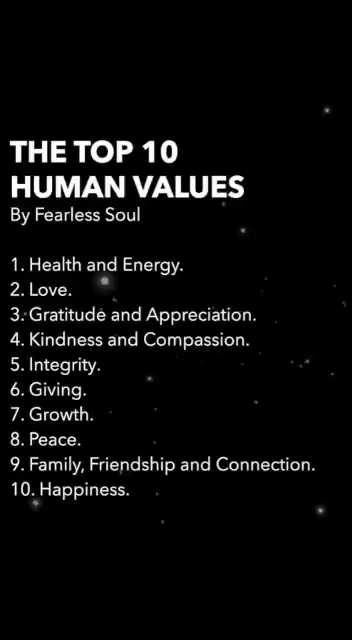 THE TOP 10
HUMAN VALUES
By Fearless Soul
1. Health and Energy.
2. Love.
3. Gratitude and Appreciation.
4. Kindness and Compassion.
5. Integrity.
6. Giving.
7. Growth.
8. Peace.
9. Family, Friendship and Connection.
10. Happiness.